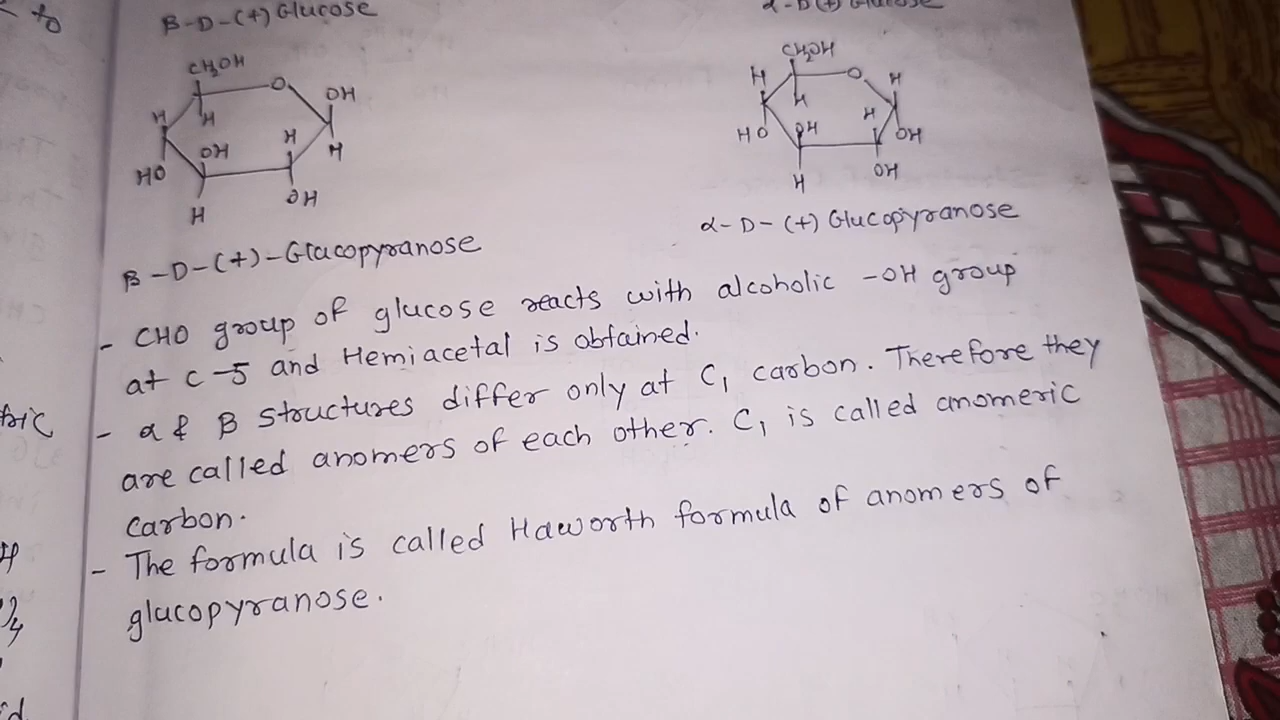 B-D-(+) Glucose
α-D(+) Glucose
CH2OH
O
OH
H
H
H
OH
H
HO
OH
H
CH2OH
O
H
H
H
H
HO
OH
OH
OH
H
B-D-(+)-Glucopyranose
α-D-(+) Glucopyranose
- CHO group of glucose reacts with alcoholic -OH group
at C-5 and Hemiacetal is obtained.
- α & B structures differ only at C1 carbon. Therefore they
are called anomers of each other. C1 is called anomeric
carbon.
- The formula is called Haworth formula of anomers of
glucopyranose.